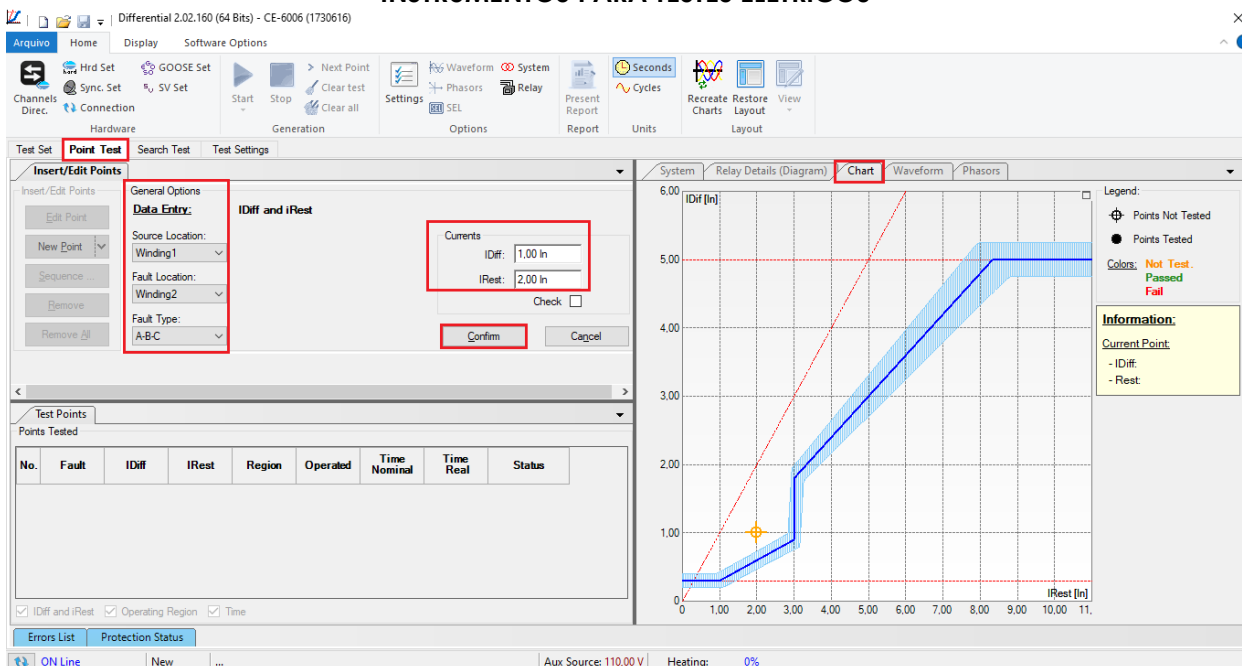 INSTRUMENTOS PARA TESTES ELÉTRICOS
Differential 2.02.160 (64 Bits) - CE-6006 (1730616)
Arquivo Home Display Software Options
Channels Direc.
Hrd Set
Sync. Set
Connection
GOOSE Set
SV Set
Hardware
Start
Stop
Next Point
Clear test
Clear all
Generation
Settings
Waveform
Phasors
SEL
System
Relay
Options
Present Report
Report
Seconds
Cycles
Units
Recreate Charts
Restore Layout
View
Layout
Test Set Point Test Search Test Test Settings
Insert/Edit Points
Insert/Edit Points
Edit Point
New Point
Sequence ...
Remove
Remove All
General Options
Data Entry: IDiff and iRest
Source Location:
Winding1
Fault Location:
Winding2
Fault Type:
A-B-C
Currents
IDiff: 1,00 In
IRest: 2,00 In
Check
Confirm Cancel
Test Points
Points Tested
No. Fault IDiff IRest Region Operated Time Nominal Time Real Status
IDiff and iRest Operating Region Time
System Relay Details (Diagram) Chart Waveform Phasors
IDif [In]
6,00
5,00
4,00
3,00
2,00
1,00
0
IRest [In]
0 1,00 2,00 3,00 4,00 5,00 6,00 7,00 8,00 9,00 10,00 11,
Legend:
Points Not Tested
Points Tested
Colors: Not Test.
Passed
Fail
Information:
Current Point:
- IDiff:
- Rest:
Errors List Protection Status
ON Line New ... Aux Source: 110.00 V Heating: 0%